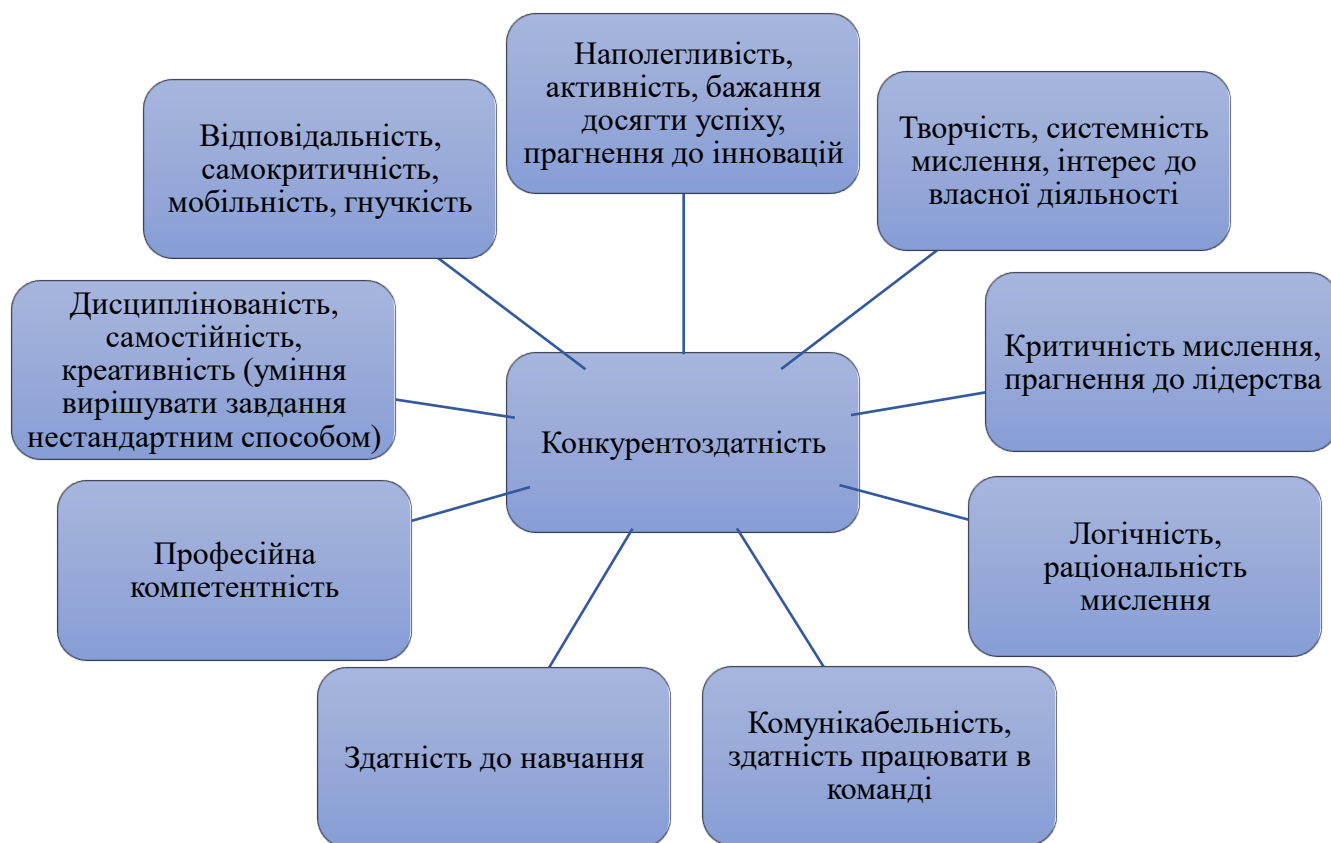 Наполегливість,
активність, бажання
досягти успіху,
прагнення до інновацій
Творчість, системність
мислення, інтерес до
власної діяльності
Критичність мислення,
прагнення до лідерства
Логічність,
раціональність
мислення
Комунікабельність,
здатність працювати в
команді
Здатність до навчання
Професійна
компетентність
Дисциплінованість,
самостійність,
креативність (уміння
вирішувати завдання
нестандартним способом)
Відповідальність,
самокритичність,
мобільність, гнучкість
Конкурентоздатність